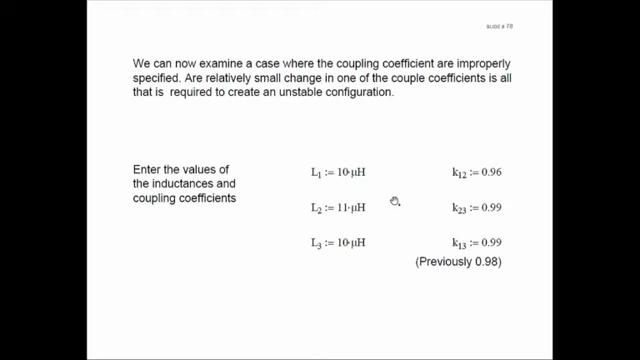 SLIDE # 78
We can now examine a case where the coupling coefficient are improperly
specified. Are relatively small change in one of the couple coefficients is all
that is required to create an unstable configuration.
Enter the values of
the inductances and
coupling coefficients
L₁ := 10·μH
k₁₂ := 0.96
L₂ := 11·μH
k₂₃ := 0.99
L₃ := 10·μH
k₁₃ := 0.99
(Previously 0.98)